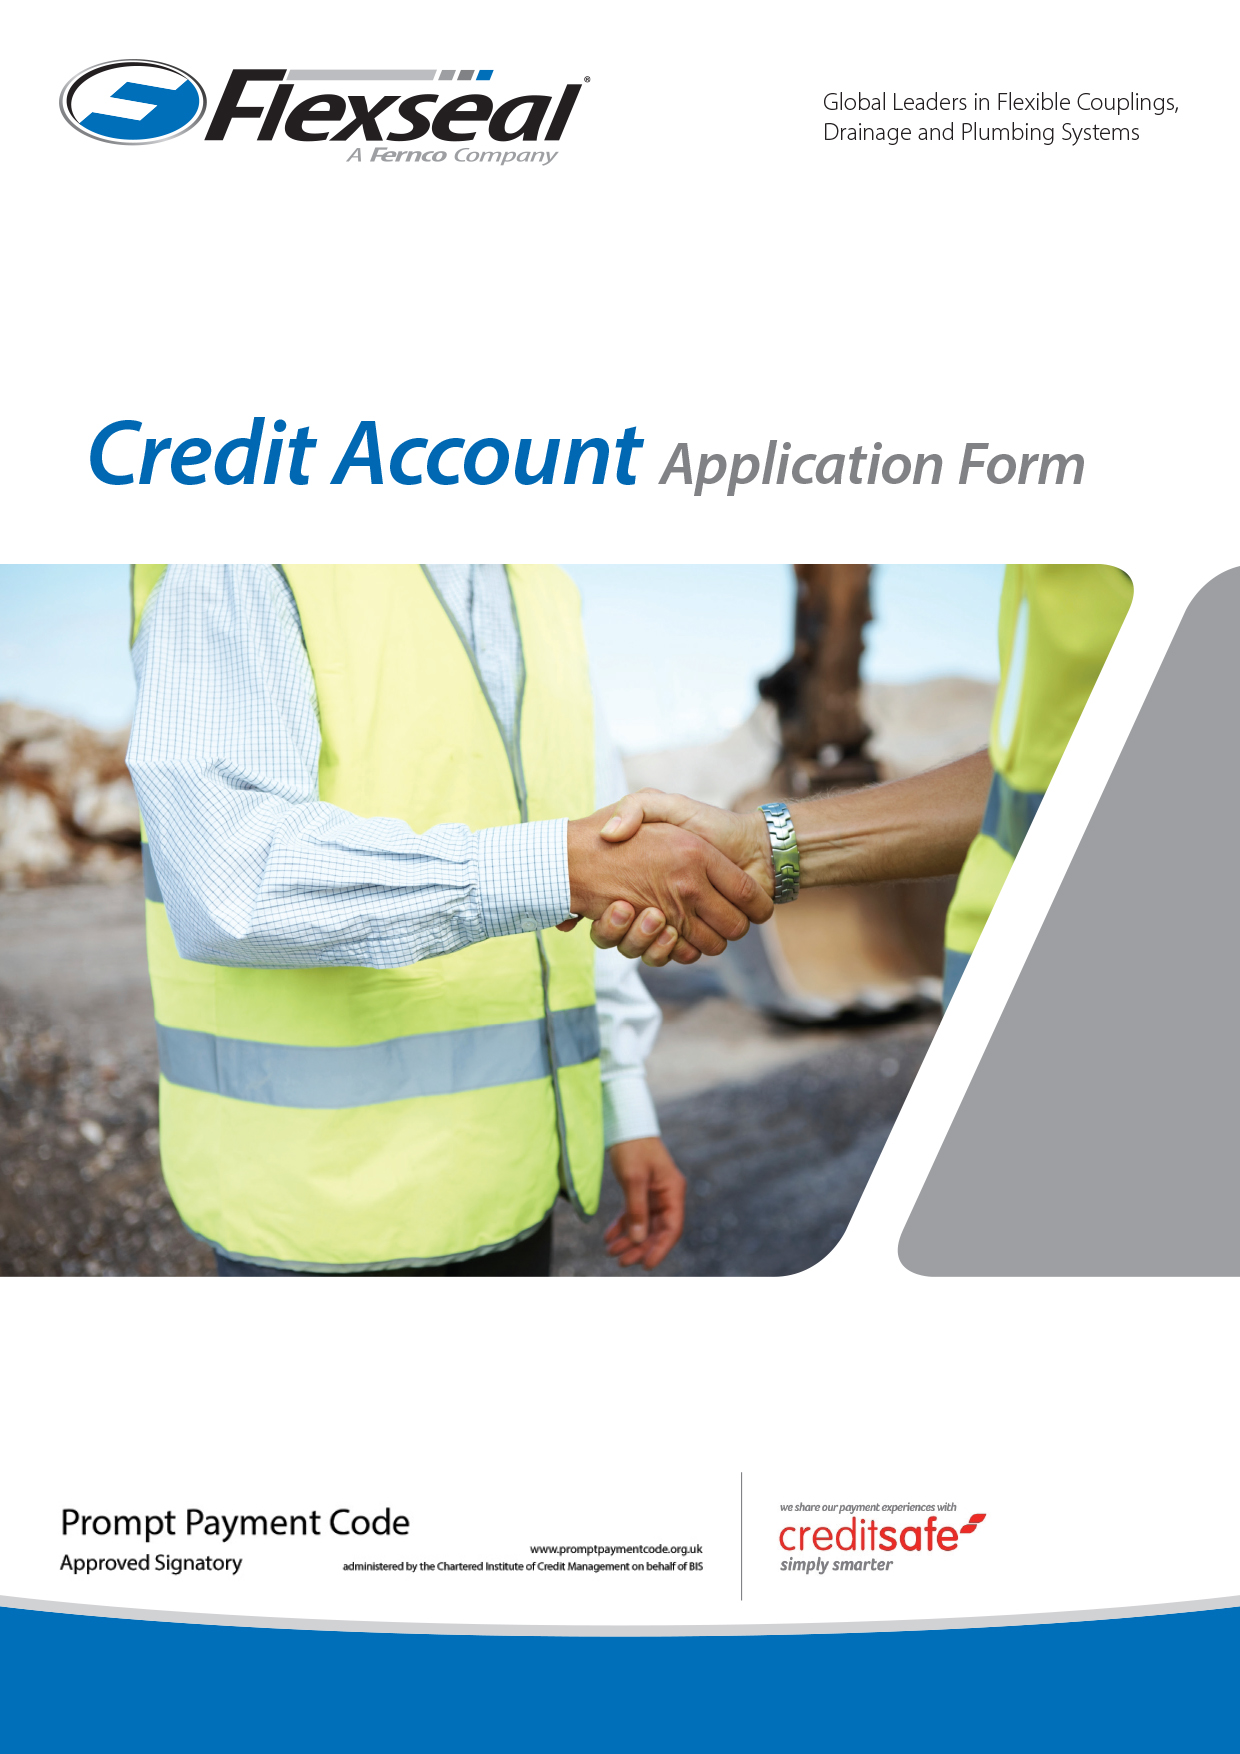 Flexseal®
A Fernco Company
Global Leaders in Flexible Couplings,
Drainage and Plumbing Systems
Credit Account Application Form
Prompt Payment Code
Approved Signatory
www.promptpaymentcode.org.uk
administered by the Chartered Institute of Credit Management on behalf of BIS
we share our payment experiences with
creditsafe
simply smarter